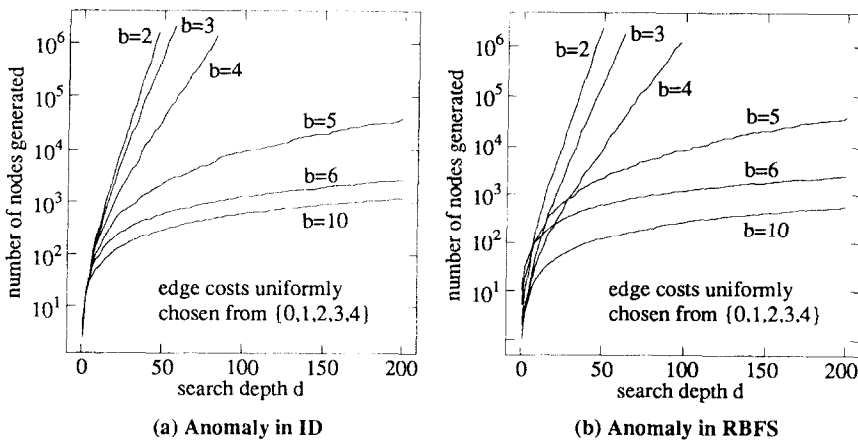 number of nodes generated
10^6
10^5
10^4
10^3
10^2
10^1
b=2
b=3
b=4
b=5
b=6
b=10
edge costs uniformly
chosen from {0,1,2,3,4}
0
50
100
150
200
search depth d
(a) Anomaly in ID
number of nodes generated
10^6
10^5
10^4
10^3
10^2
10^1
b=2
b=3
b=4
b=5
b=6
b=10
edge costs uniformly
chosen from {0,1,2,3,4}
0
50
100
150
200
search depth d
(b) Anomaly in RBFS